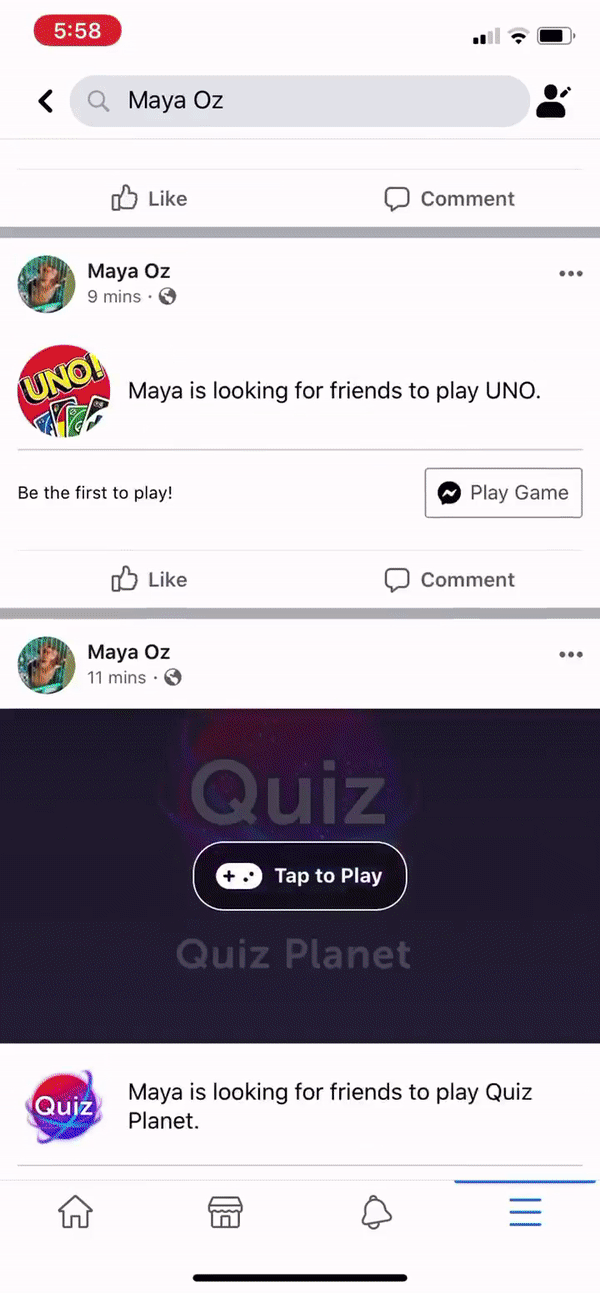 5:58
Maya Oz
Like
Comment
Maya Oz
9 mins ·
UNO!
Maya is looking for friends to play UNO.
Be the first to play!
Play Game
Like
Comment
Maya Oz
11 mins ·
Quiz
Tap to Play
Quiz Planet
Quiz
Maya is looking for friends to play Quiz
Planet.